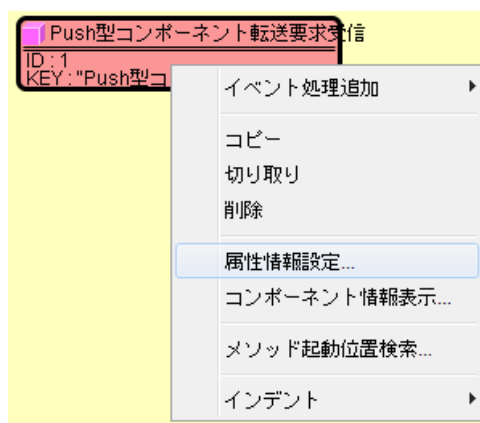 Push型コンポーネント転送要求受信
ID:1
KEY:"Push型コ
イベント処理追加
コピー
切り取り
削除
属性情報設定...
コンポーネント情報表示...
メソッド起動位置検索...
インデント